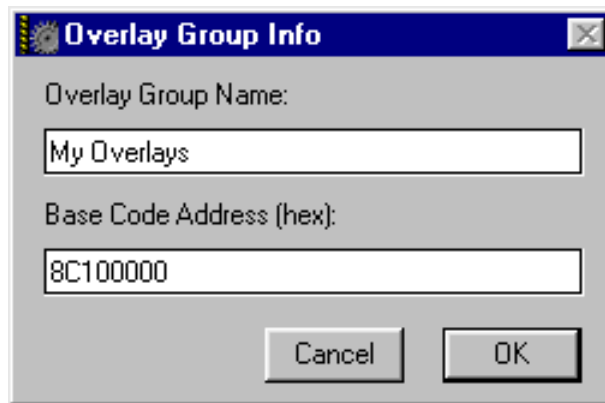 Overlay Group Info
Overlay Group Name:
My Overlays
Base Code Address (hex):
8C100000
Cancel OK